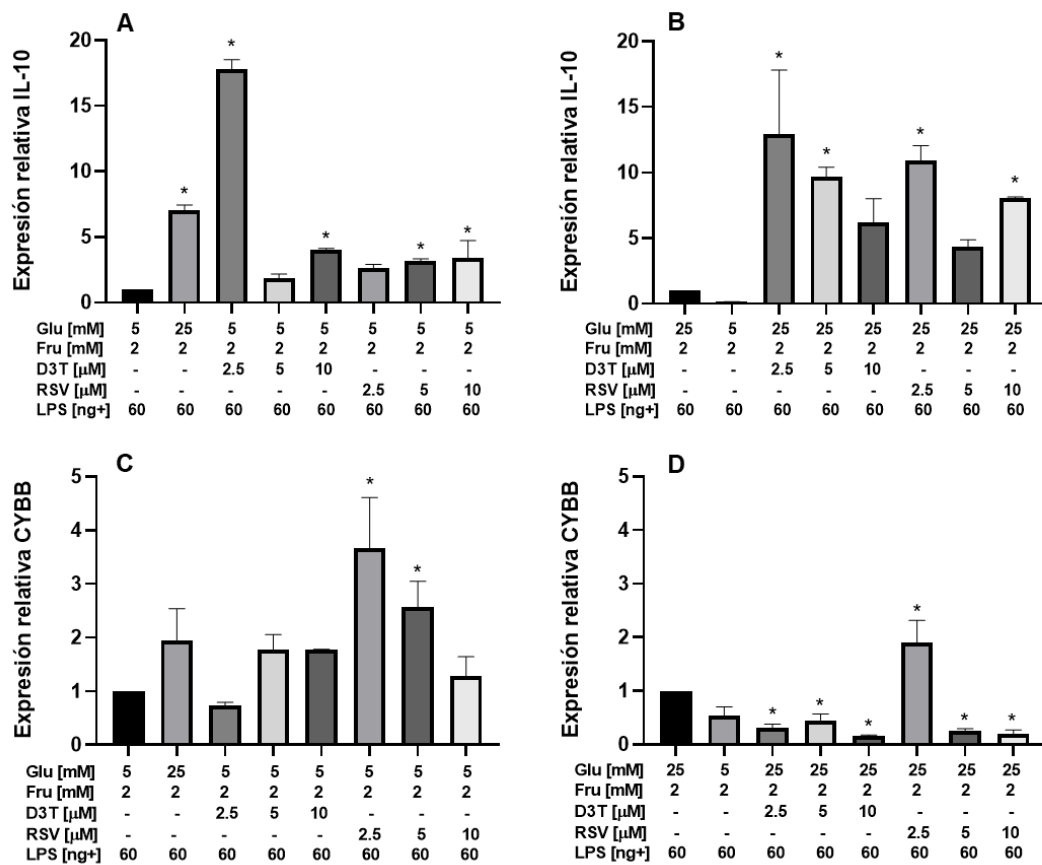 A
Expresión relativa IL-10
20
15
10
5
0
Glu [mM] 5 25 5 5 5 5 5 5
Fru [mM] 2 2 2 2 2 2 2 2
D3T [μM] - - 2.5 5 10 - - -
RSV [μM] - - - - - 2.5 5 10
LPS [ng+] 60 60 60 60 60 60 60 60
* * * * *
B
Expresión relativa IL-10
20
15
10
5
0
Glu [mM] 25 5 25 25 25 25 25 25
Fru [mM] 2 2 2 2 2 2 2 2
D3T [μM] - - 2.5 5 10 - - -
RSV [μM] - - - - - 2.5 5 10
LPS [ng+] 60 60 60 60 60 60 60 60
* * * *
C
Expresión relativa CYBB
5
4
3
2
1
0
Glu [mM] 5 25 5 5 5 5 5 5
Fru [mM] 2 2 2 2 2 2 2 2
D3T [μM] - - 2.5 5 10 - - -
RSV [μM] - - - - - 2.5 5 10
LPS [ng+] 60 60 60 60 60 60 60 60
* *
D
Expresión relativa CYBB
5
4
3
2
1
0
Glu [mM] 25 5 25 25 25 25 25 25
Fru [mM] 2 2 2 2 2 2 2 2
D3T [μM] - - 2.5 5 10 - - -
RSV [μM] - - - - - 2.5 5 10
LPS [ng+] 60 60 60 60 60 60 60 60
* * * * * *